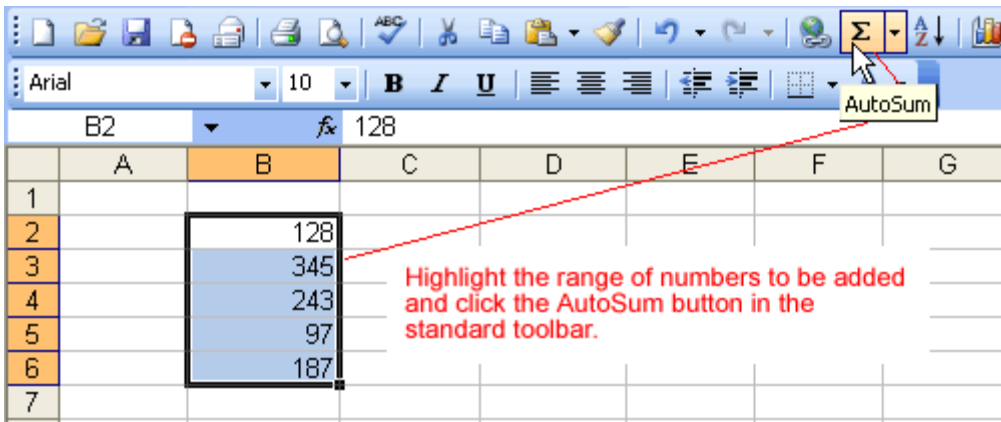 ABC Σ A Z
Arial 10 B I U
AutoSum
B2 fx 128
A B C D E F G
1
2 128
3 345
4 243
5 97
6 187
7
Highlight the range of numbers to be added
and click the AutoSum button in the
standard toolbar.